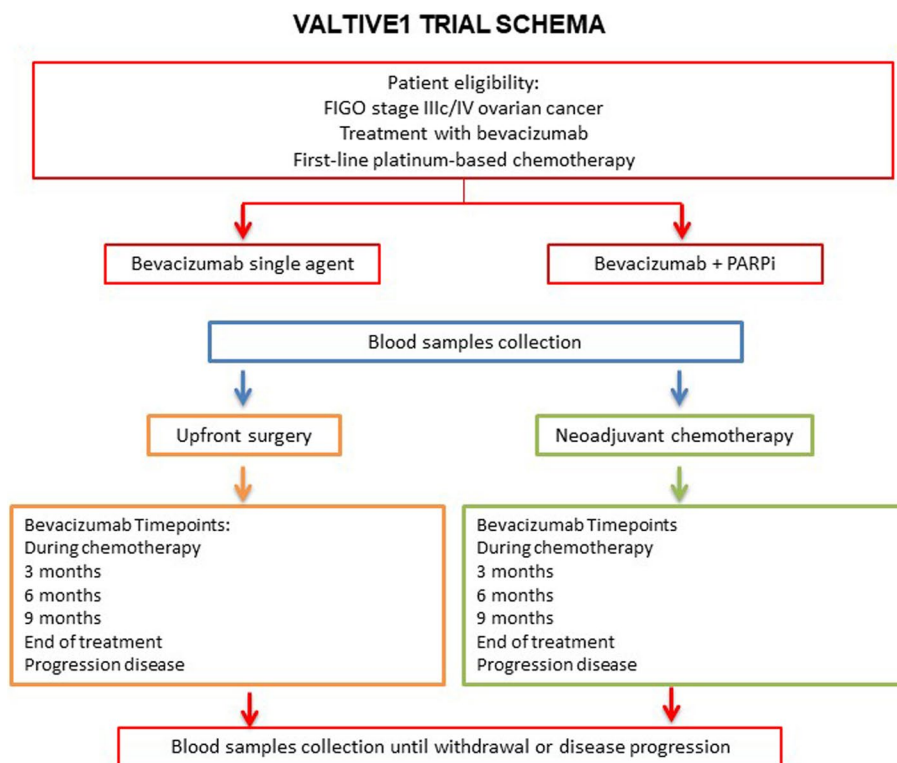 VALTIVE1 TRIAL SCHEMA
Patient eligibility:
FIGO stage IIIc/IV ovarian cancer
Treatment with bevacizumab
First-line platinum-based chemotherapy
Bevacizumab single agent
Bevacizumab + PARPi
Blood samples collection
Upfront surgery
Neoadjuvant chemotherapy
Bevacizumab Timepoints:
During chemotherapy
3 months
6 months
9 months
End of treatment
Progression disease
Bevacizumab Timepoints
During chemotherapy
3 months
6 months
9 months
End of treatment
Progression disease
Blood samples collection until withdrawal or disease progression